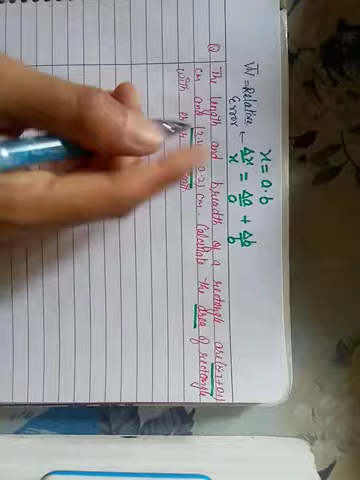 x = a·b
W = Relative Error ← Δx/x = Δa/a + Δb/b
Q The length and breadth of a rectangle are (5.7±0.1)
cm and (3.4 0.2) cm. Calculate the area of rectangle
with